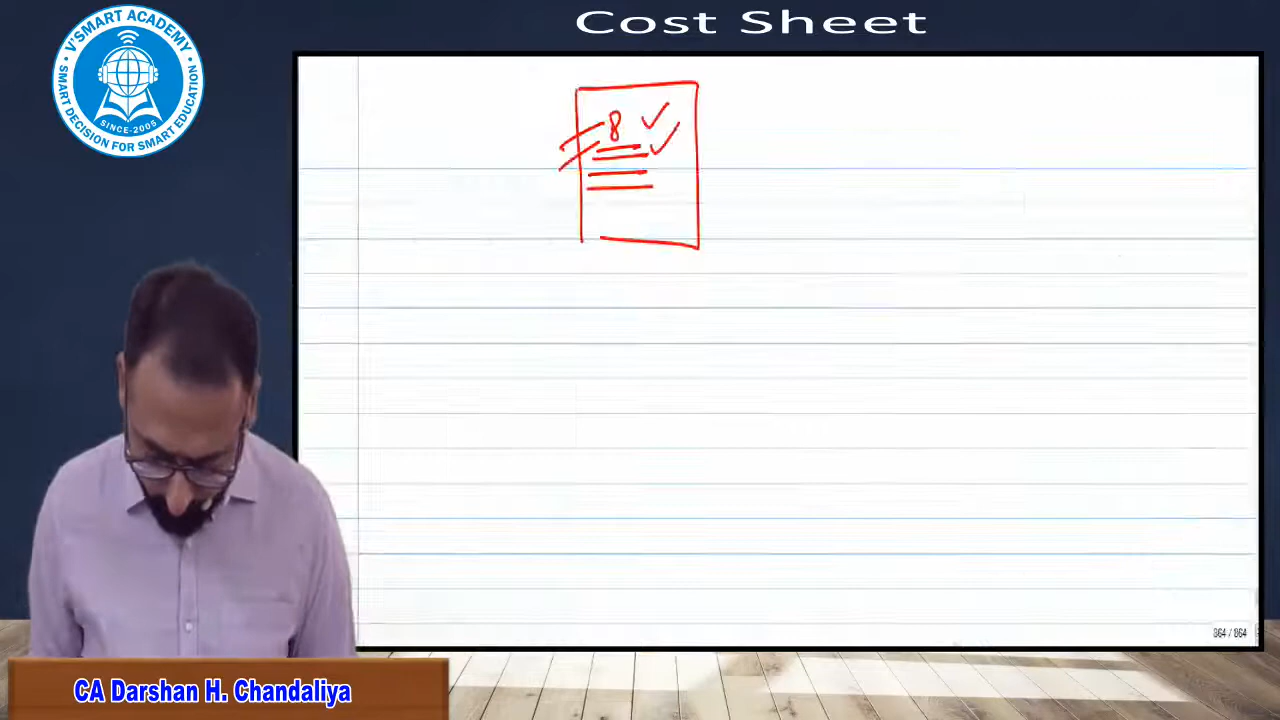 Cost Sheet
V'SMART ACADEMY
SINCE-2005
SMART DECISION FOR SMART EDUCATION
8
864 / 864
CA Darshan H. Chandaliya